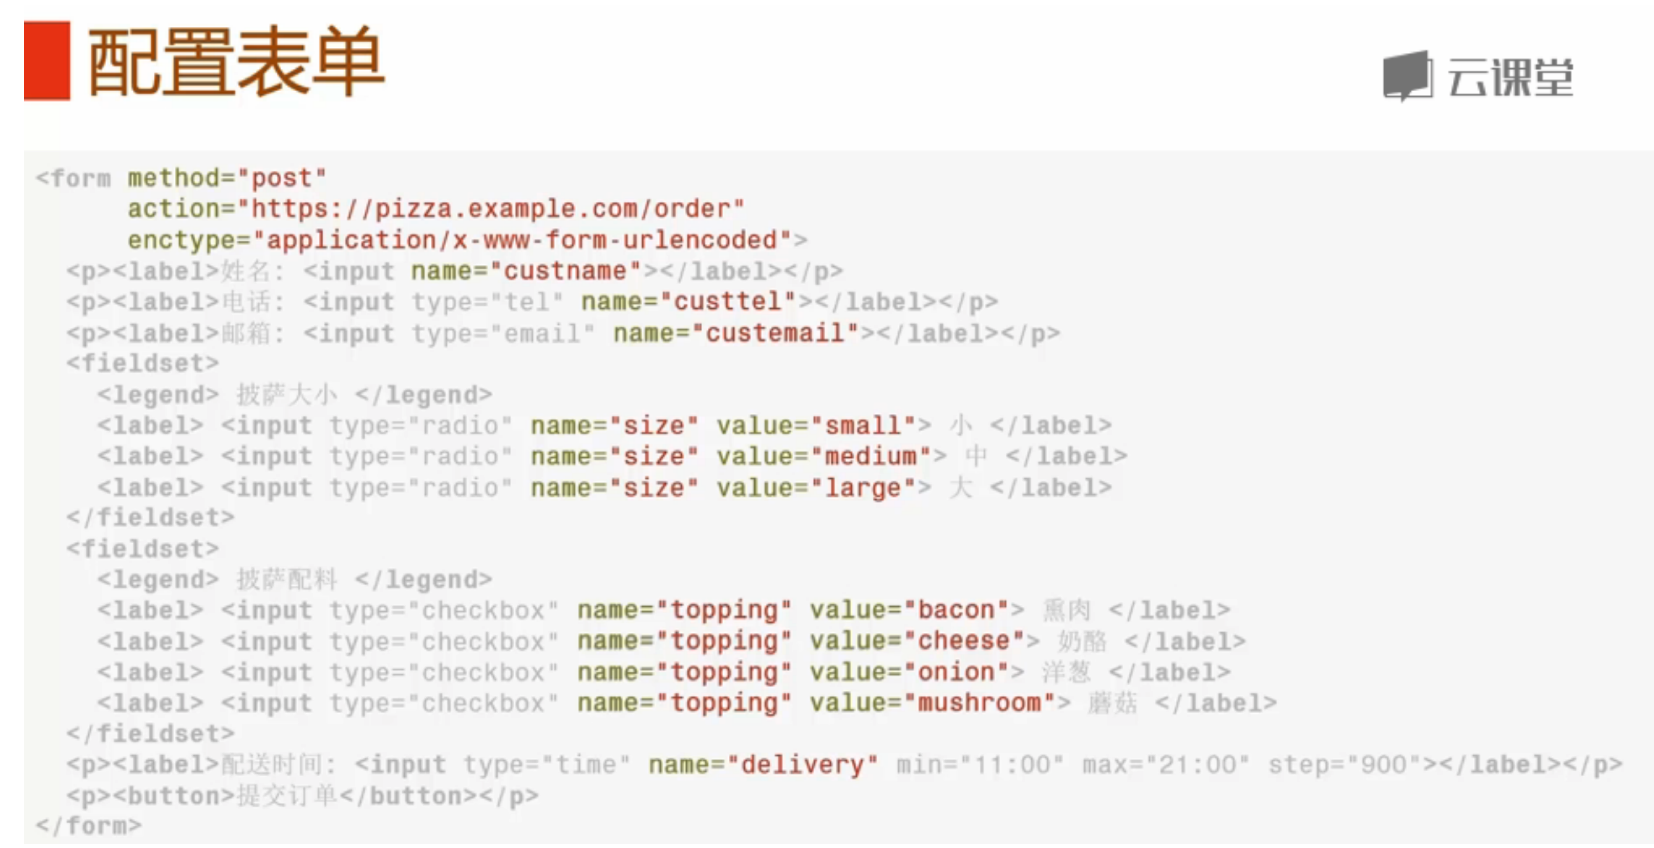 配置表单
云课堂
<form method="post"
      action="https://pizza.example.com/order"
      enctype="application/x-www-form-urlencoded">
  <p><label>姓名: <input name="custname"></label></p>
  <p><label>电话: <input type="tel" name="custtel"></label></p>
  <p><label>邮箱: <input type="email" name="custemail"></label></p>
  <fieldset>
    <legend> 披萨大小 </legend>
    <label> <input type="radio" name="size" value="small"> 小 </label>
    <label> <input type="radio" name="size" value="medium"> 中 </label>
    <label> <input type="radio" name="size" value="large"> 大 </label>
  </fieldset>
  <fieldset>
    <legend> 披萨配料 </legend>
    <label> <input type="checkbox" name="topping" value="bacon"> 熏肉 </label>
    <label> <input type="checkbox" name="topping" value="cheese"> 奶酪 </label>
    <label> <input type="checkbox" name="topping" value="onion"> 洋葱 </label>
    <label> <input type="checkbox" name="topping" value="mushroom"> 蘑菇 </label>
  </fieldset>
  <p><label>配送时间: <input type="time" name="delivery" min="11:00" max="21:00" step="900"></label></p>
  <p><button>提交订单</button></p>
</form>